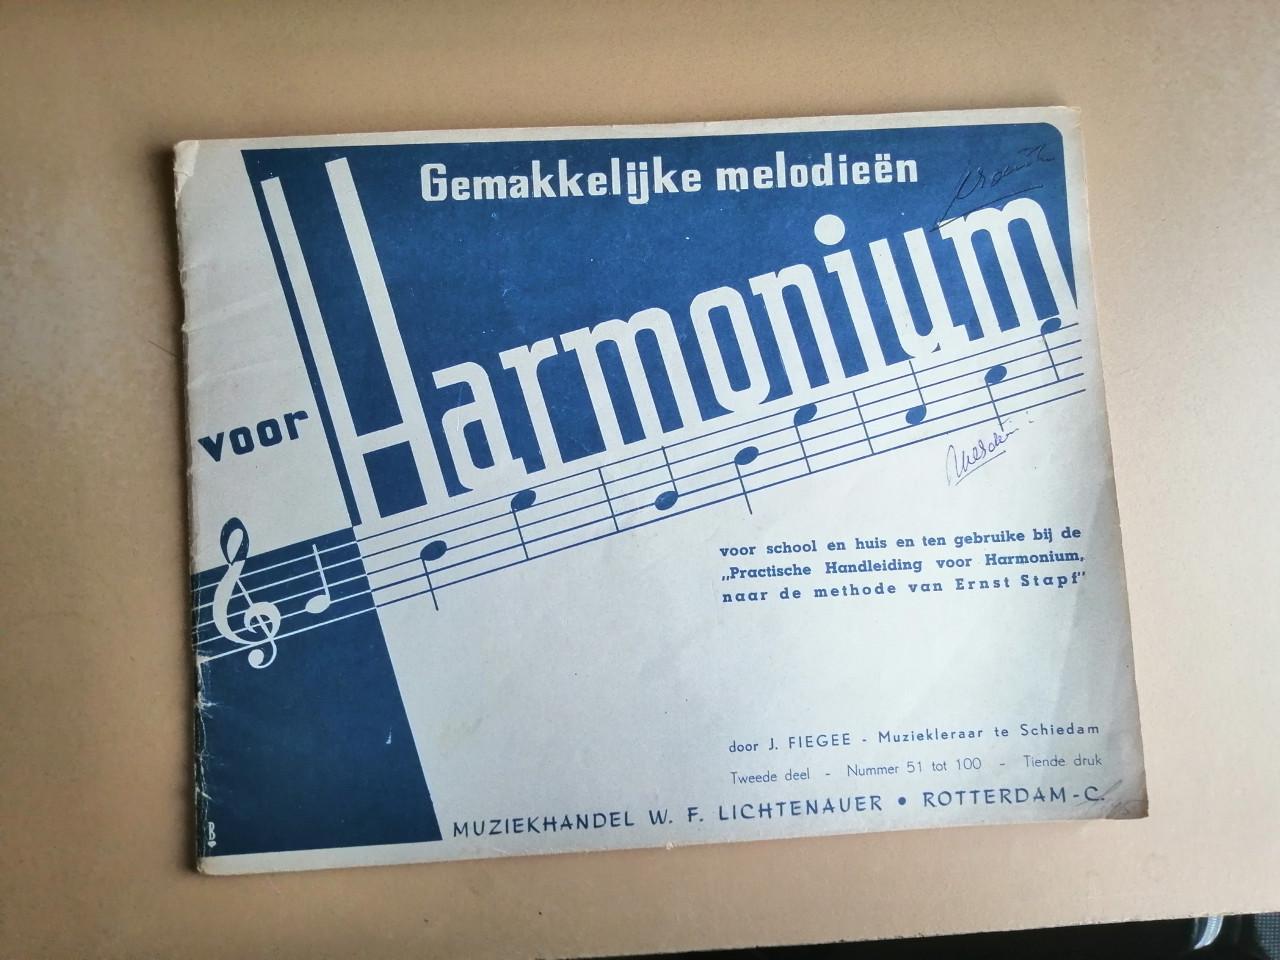 Gemakkelijke melodieën
voor Harmonium
voor school en huis en ten gebruike bij de
„Practische Handleiding voor Harmonium,
naar de methode van Ernst Stapf"
door J. FIEGEE - Muziekleraar te Schiedam
Tweede deel - Nummer 51 tot 100 - Tiende druk
MUZIEKHANDEL W. F. LICHTENAUER • ROTTERDAM-C.
B